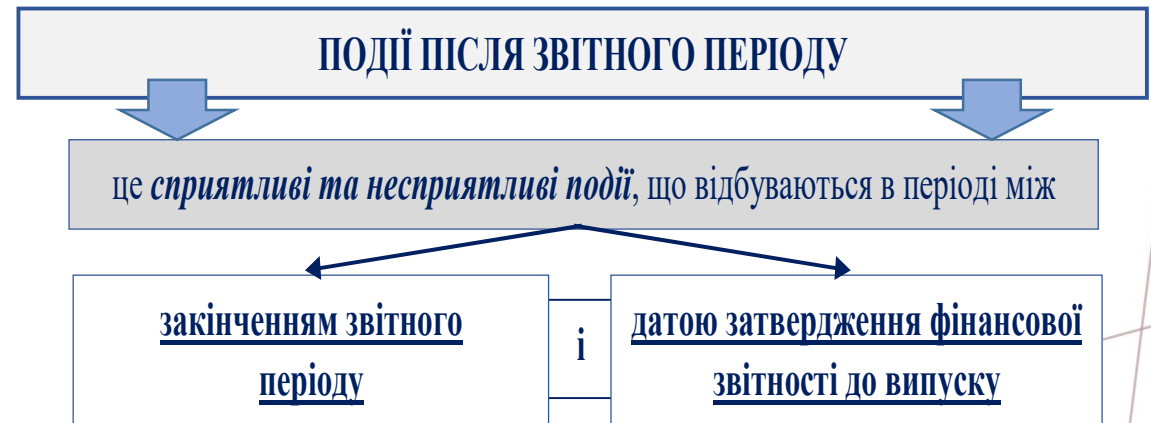 ПОДІЇ ПІСЛЯ ЗВІТНОГО ПЕРІОДУ
це сприятливі та несприятливі події, що відбуваються в періоді між
закінченням звітного
періоду
і
датою затвердження фінансової
звітності до випуску